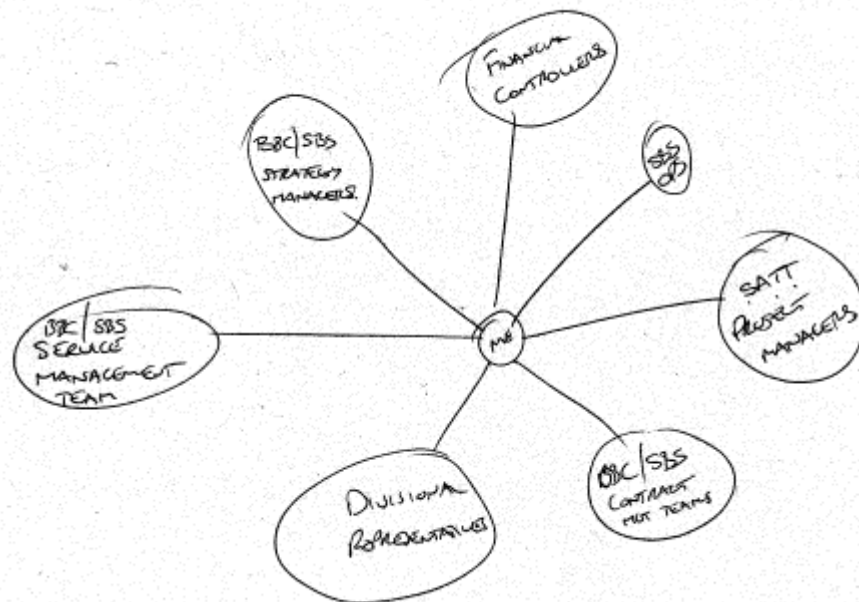 FINANCIAL
CONTROLLERS
BBC/SBS
STRATEGY
MANAGERS.
SBS
OPS
SATT
PROJECT
MANAGERS
BBC/SBS
SERVICE
MANAGEMENT
TEAM
ME
BBC/SBS
CONTRACT
MGT TEAMS
DIVISIONAL
REPRESENTATIVES